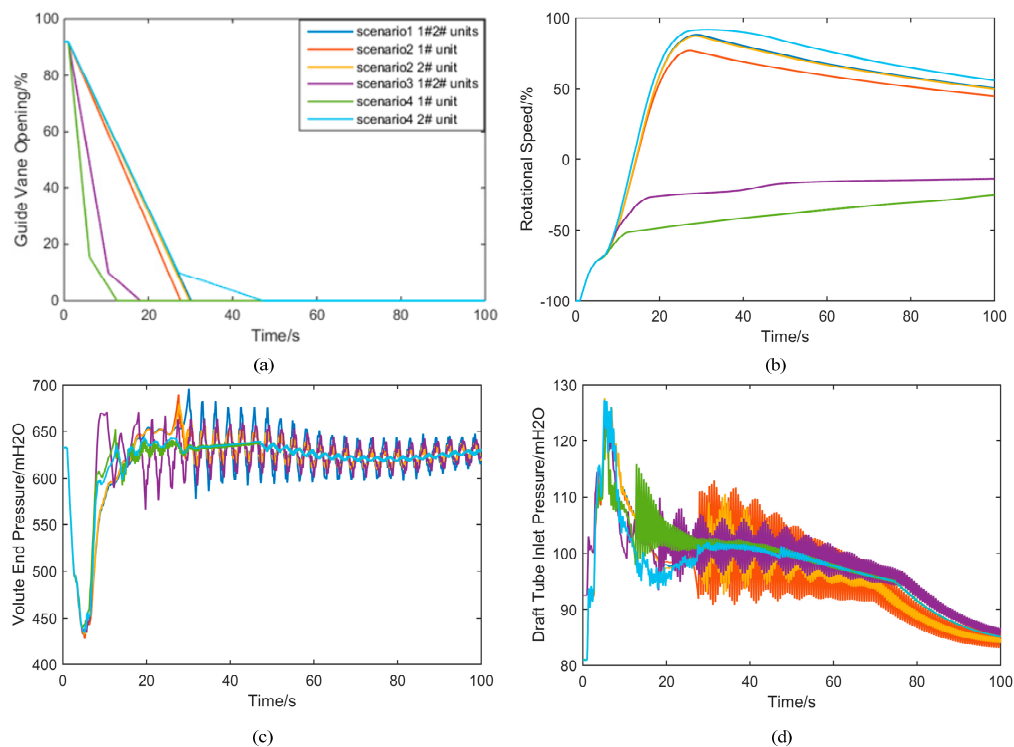 100
80
60
40
20
0
Guide Vane Opening/%
scenario1 1#2# units
scenario2 1# unit
scenario2 2# unit
scenario3 1#2# units
scenario4 1# unit
scenario4 2# unit
0 20 40 60 80 100
Time/s
(a)
100
50
0
-50
-100
Rotational Speed/%
0 20 40 60 80 100
Time/s
(b)
700
650
600
550
500
450
400
Volute End Pressure/mH2O
0 20 40 60 80 100
Time/s
(c)
130
120
110
100
90
80
Draft Tube Inlet Pressure/mH2O
0 20 40 60 80 100
Time/s
(d)